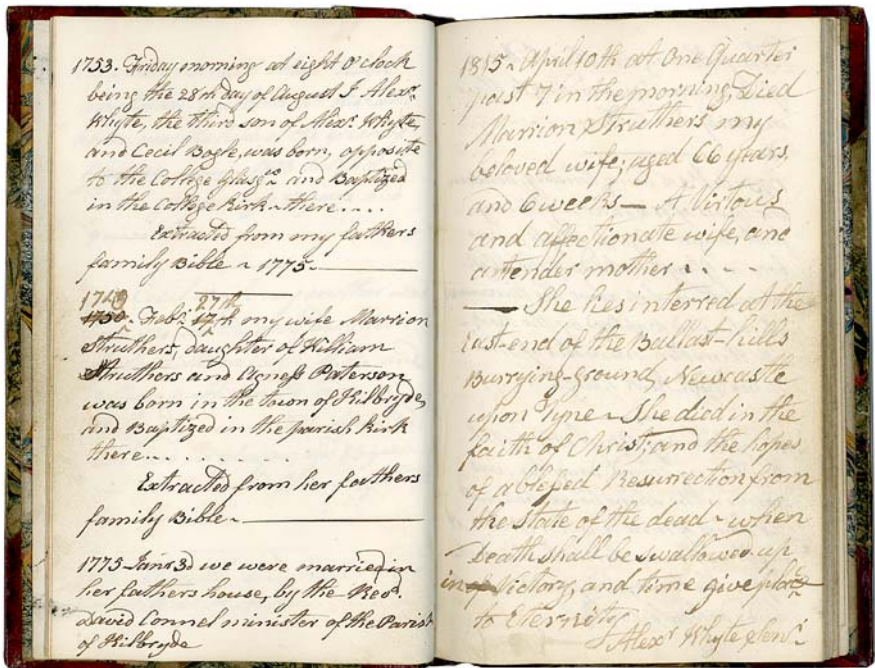 1753. Friday morning at eight O clock
being the 28th day of August I Alexr.
Whyte, the third son of Alexr. Whyte,
and Cecil Bogle, was born, opposite
to the College Glasgow and Baptized
in the College Kirk ~ there....
Extracted from my fathers
family Bible ~ 1775.
1749 27th
1750. Febr. 17th my wife Marrion
Struthers, daughter of William
Struthers and Agness Paterson
was born in the town of Kilbryde,
and Baptized in the parish Kirk
there........
Extracted from her fathers
family Bible ~
1775 Janr 3d we were married in
her fathers house, by the Revd.
David Connel minister of the Parish
of Kilbryde
1815 ~ April 10th at One Quarter
past 7 in the morning, Died
Marrion Struthers my
beloved wife; aged 66 years,
and 6 weeks — A Virtous
and affectionate wife, and
a tender mother ....
— She lies interred at the
east-end of the Ballast-hills
Burrying-ground, Newcastle
upon Tyne ~ She died in the
faith of Christ; and the hopes
of a blessed Resurrection from
the state of the dead ~ when
Death shall be swallowed up
in of Victory, and time give place
to Eternity
Alexr Whyte Senr.